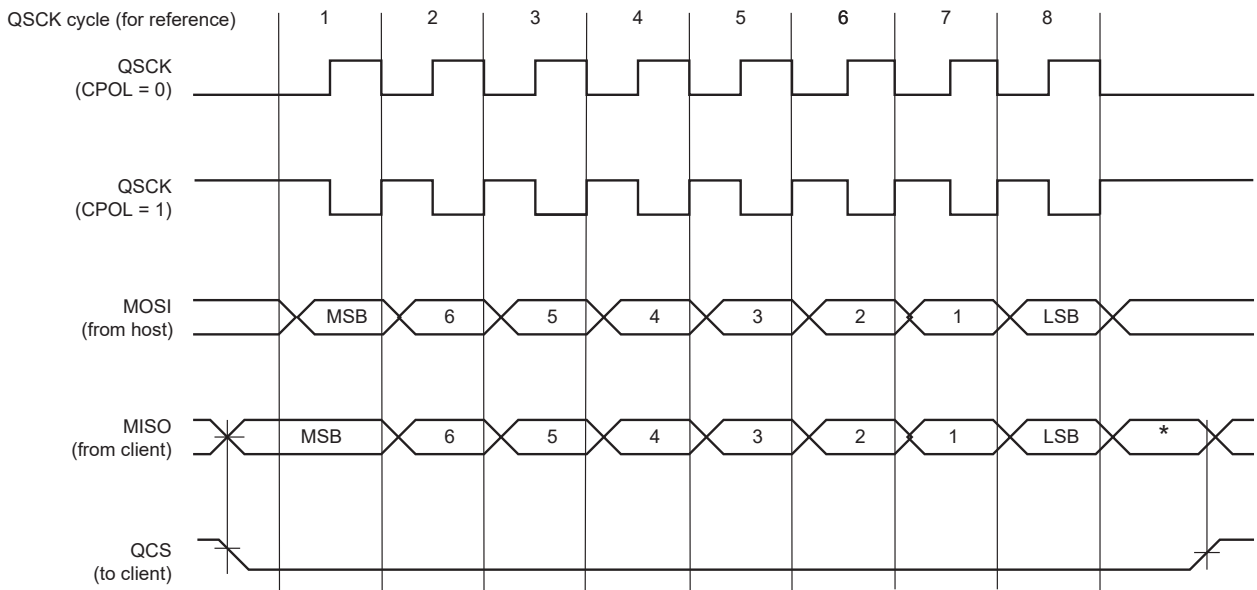 QSCK cycle (for reference) 1 2 3 4 5 6 7 8
QSCK
(CPOL = 0)
QSCK
(CPOL = 1)
MOSI
(from host)
MSB 6 5 4 3 2 1 LSB
MISO
(from client)
MSB 6 5 4 3 2 1 LSB *
QCS
(to client)